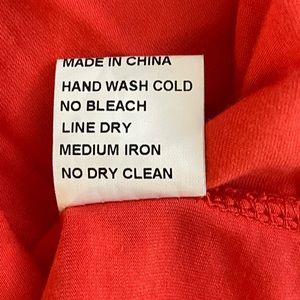 MADE IN CHINA
HAND WASH COLD
NO BLEACH
LINE DRY
MEDIUM IRON
NO DRY CLEAN